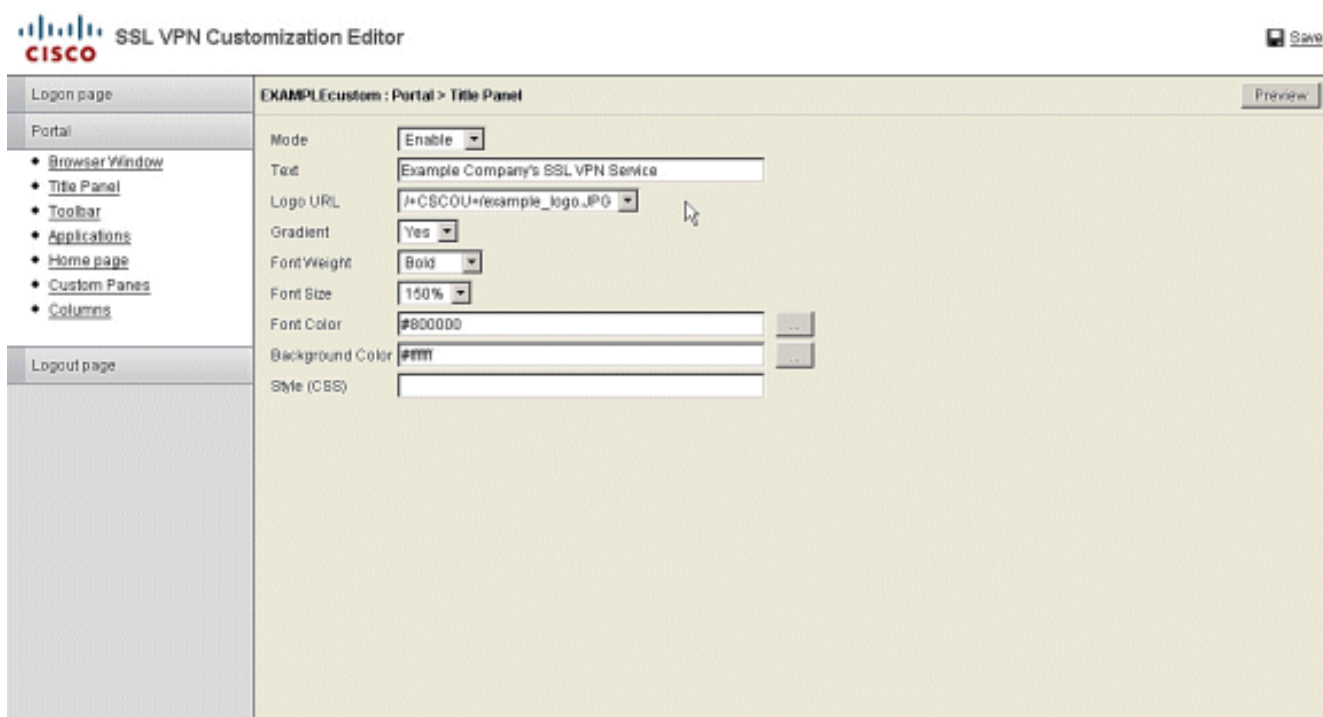 CISCO
SSL VPN Customization Editor
Save
Logon page
Portal
Browser Window
Title Panel
Toolbar
Applications
Home page
Custom Panes
Columns
Logout page
EXAMPLEcustom : Portal > Title Panel
Preview
Mode Enable
Text Example Company's SSL VPN Service
Logo URL /+CSCOU+/example_logo.JPG
Gradient Yes
Font Weight Bold
Font Size 150%
Font Color #800000 ...
Background Color ...
Style (CSS)